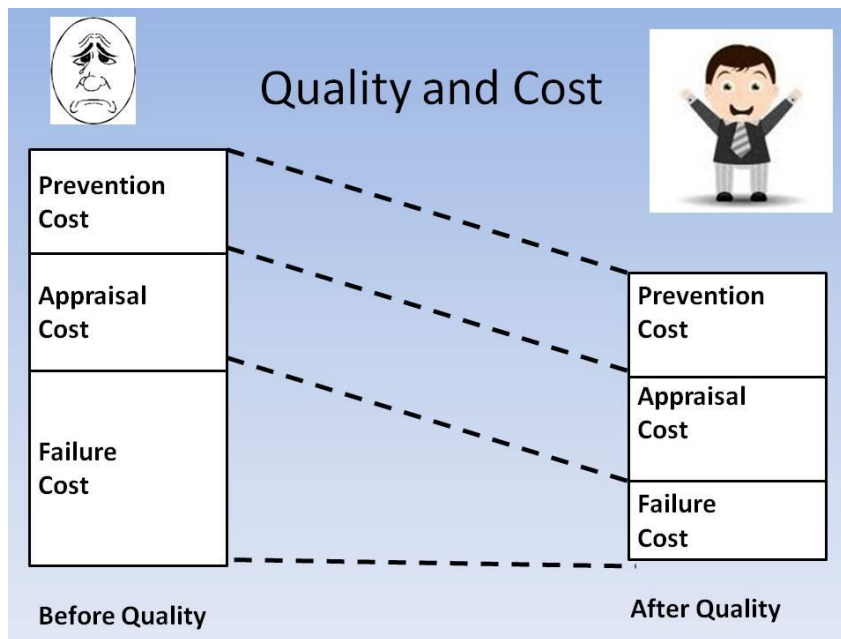 Quality and Cost
Prevention
Cost
Appraisal
Cost
Failure
Cost
Before Quality
Prevention
Cost
Appraisal
Cost
Failure
Cost
After Quality